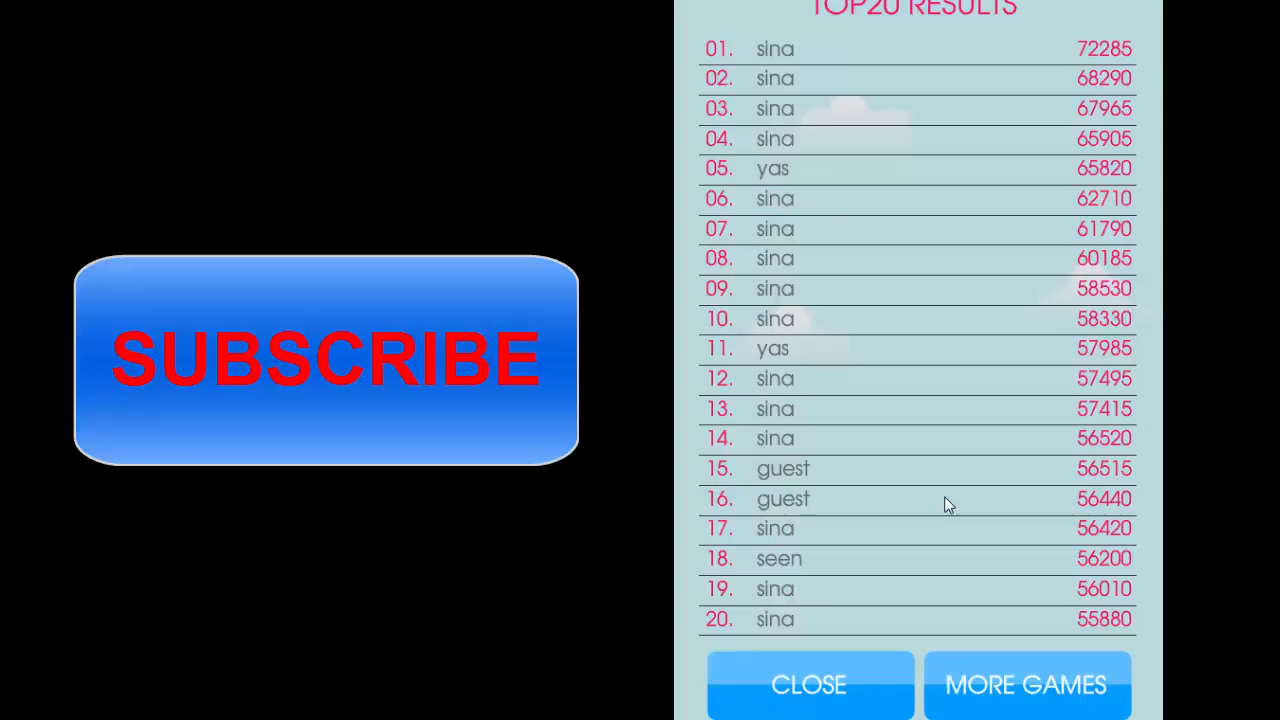 TOP20 RESULTS
01. sina 72285
02. sina 68290
03. sina 67965
04. sina 65905
05. yas 65820
06. sina 62710
07. sina 61790
08. sina 60185
09. sina 58530
10. sina 58330
11. yas 57985
12. sina 57495
13. sina 57415
14. sina 56520
15. guest 56515
16. guest 56440
17. sina 56420
18. seen 56200
19. sina 56010
20. sina 55880
CLOSE MORE GAMES
SUBSCRIBE